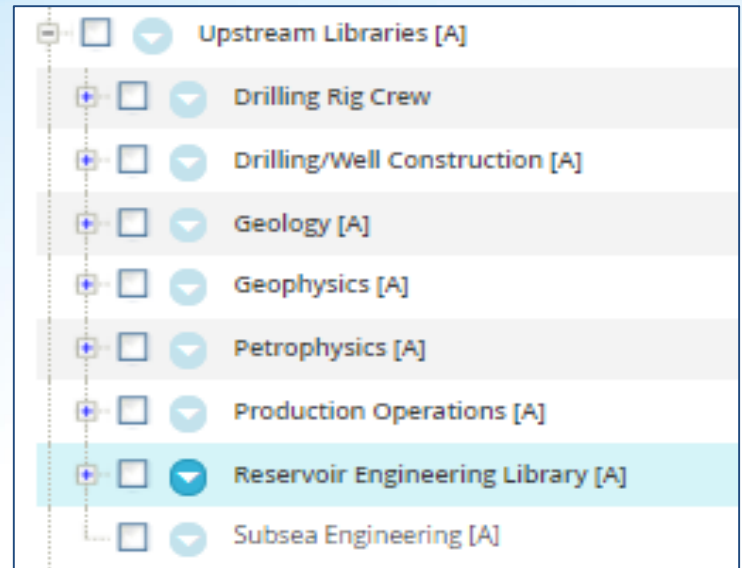 Upstream Libraries [A]
Drilling Rig Crew
Drilling/Well Construction [A]
Geology [A]
Geophysics [A]
Petrophysics [A]
Production Operations [A]
Reservoir Engineering Library [A]
Subsea Engineering [A]